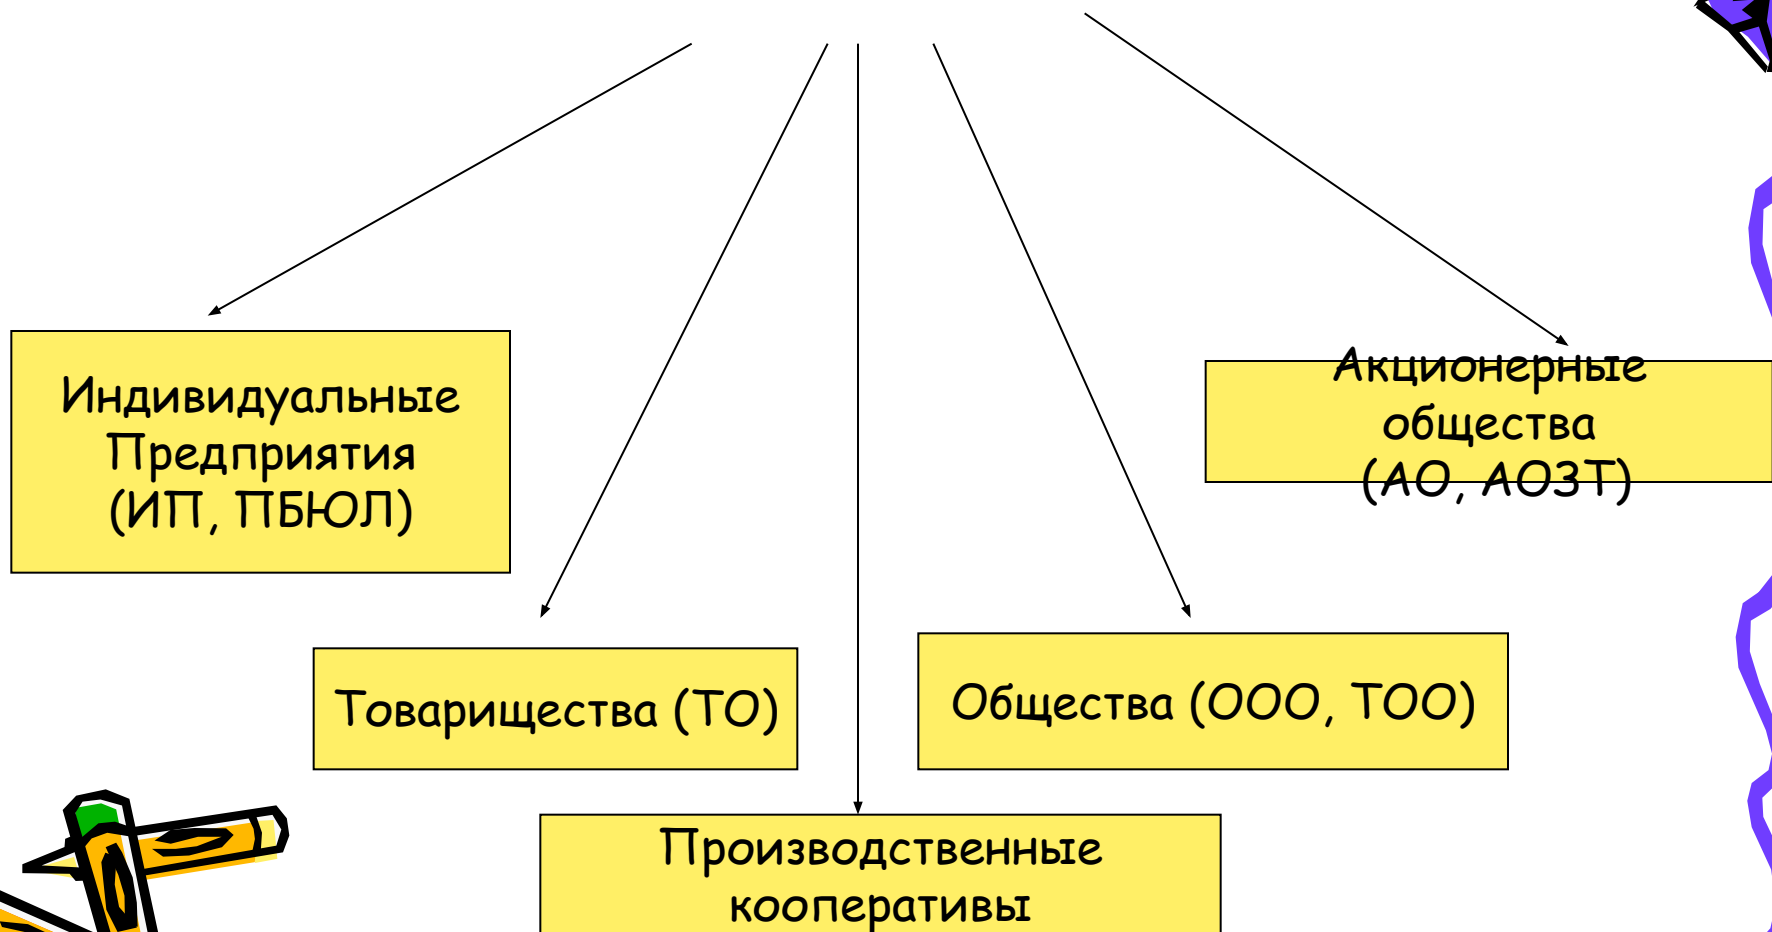 Индивидуальные
Предприятия
(ИП, ПБЮЛ)
Акционерные
общества
(АО, АОЗТ)
Товарищества (ТО)
Общества (ООО, ТОО)
Производственные
кооперативы